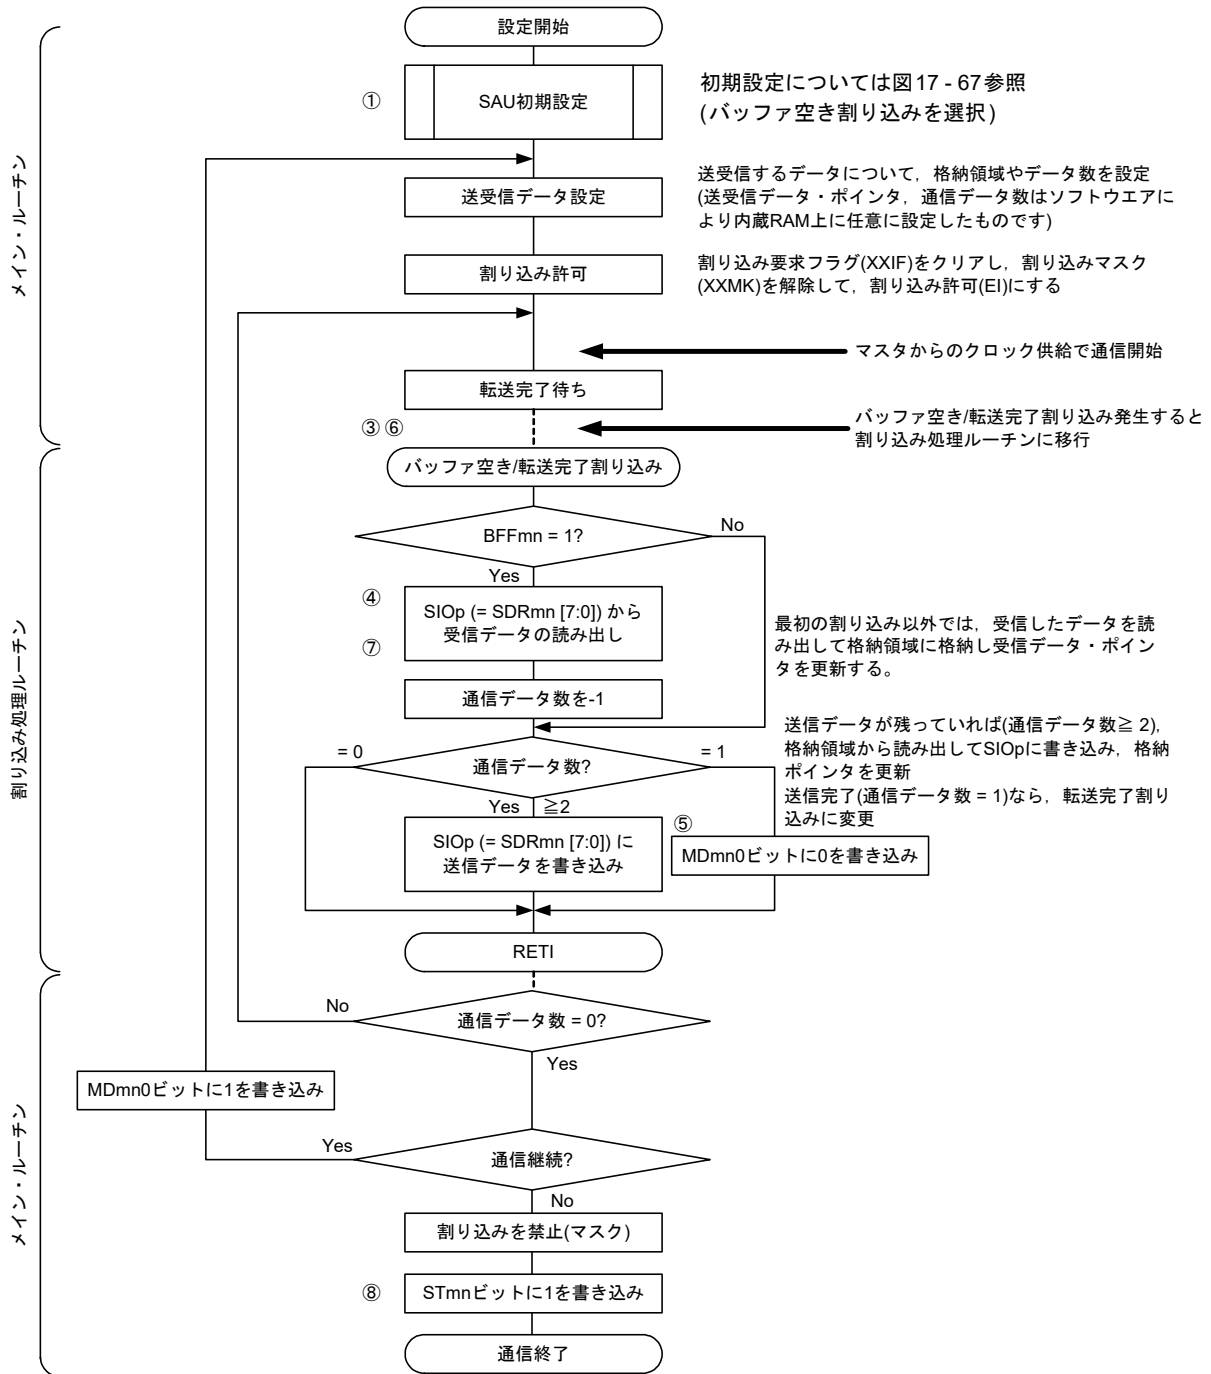 設定開始
①
SAU初期設定
初期設定については図17 - 67参照
(バッファ空き割り込みを選択)
メイン・ルーチン
送受信データ設定
送受信するデータについて，格納領域やデータ数を設定
(送受信データ・ポインタ，通信データ数はソフトウエアに
より内蔵RAM上に任意に設定したものです)
割り込み許可
割り込み要求フラグ(XXIF)をクリアし，割り込みマスク
(XXMK)を解除して，割り込み許可(EI)にする
マスタからのクロック供給で通信開始
転送完了待ち
③⑥
バッファ空き/転送完了割り込み発生すると
割り込み処理ルーチンに移行
バッファ空き/転送完了割り込み
割り込み処理ルーチン
BFFmn = 1?
No
Yes
④
SIOp (= SDRmn [7:0]) から
受信データの読み出し
⑦
最初の割り込み以外では，受信したデータを読
み出して格納領域に格納し受信データ・ポイン
タを更新する。
通信データ数を-1
= 0
通信データ数?
= 1
送信データが残っていれば(通信データ数≧ 2),
格納領域から読み出してSIOpに書き込み，格納
ポインタを更新
送信完了(通信データ数 = 1)なら，転送完了割り
込みに変更
Yes ≧2
SIOp (= SDRmn [7:0]) に
送信データを書き込み
⑤
MDmn0ビットに0を書き込み
RETI
No
通信データ数 = 0?
Yes
MDmn0ビットに1を書き込み
メイン・ルーチン
Yes
通信継続?
No
割り込みを禁止(マスク)
⑧
STmnビットに1を書き込み
通信終了